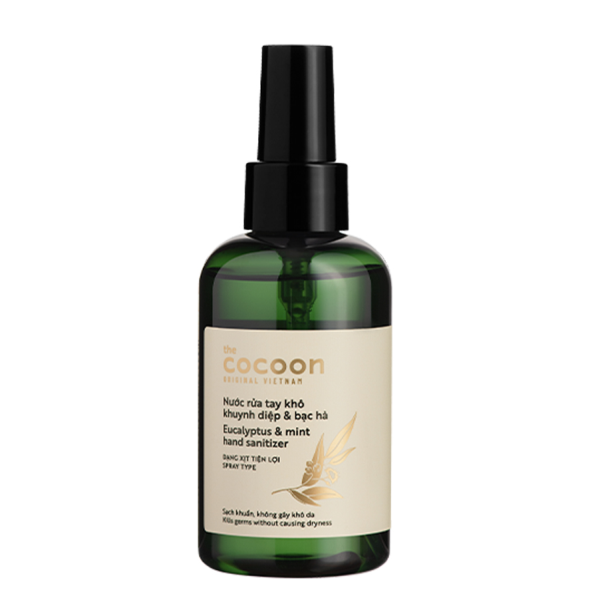 the
cocoon
ORIGINAL VIETNAM
Nước rửa tay khô
khuynh diệp & bạc hà
Eucalyptus & mint
hand sanitizer
DẠNG XỊT TIỆN LỢI
SPRAY TYPE
Sạch khuẩn, không gây khô da
Kills germs without causing dryness